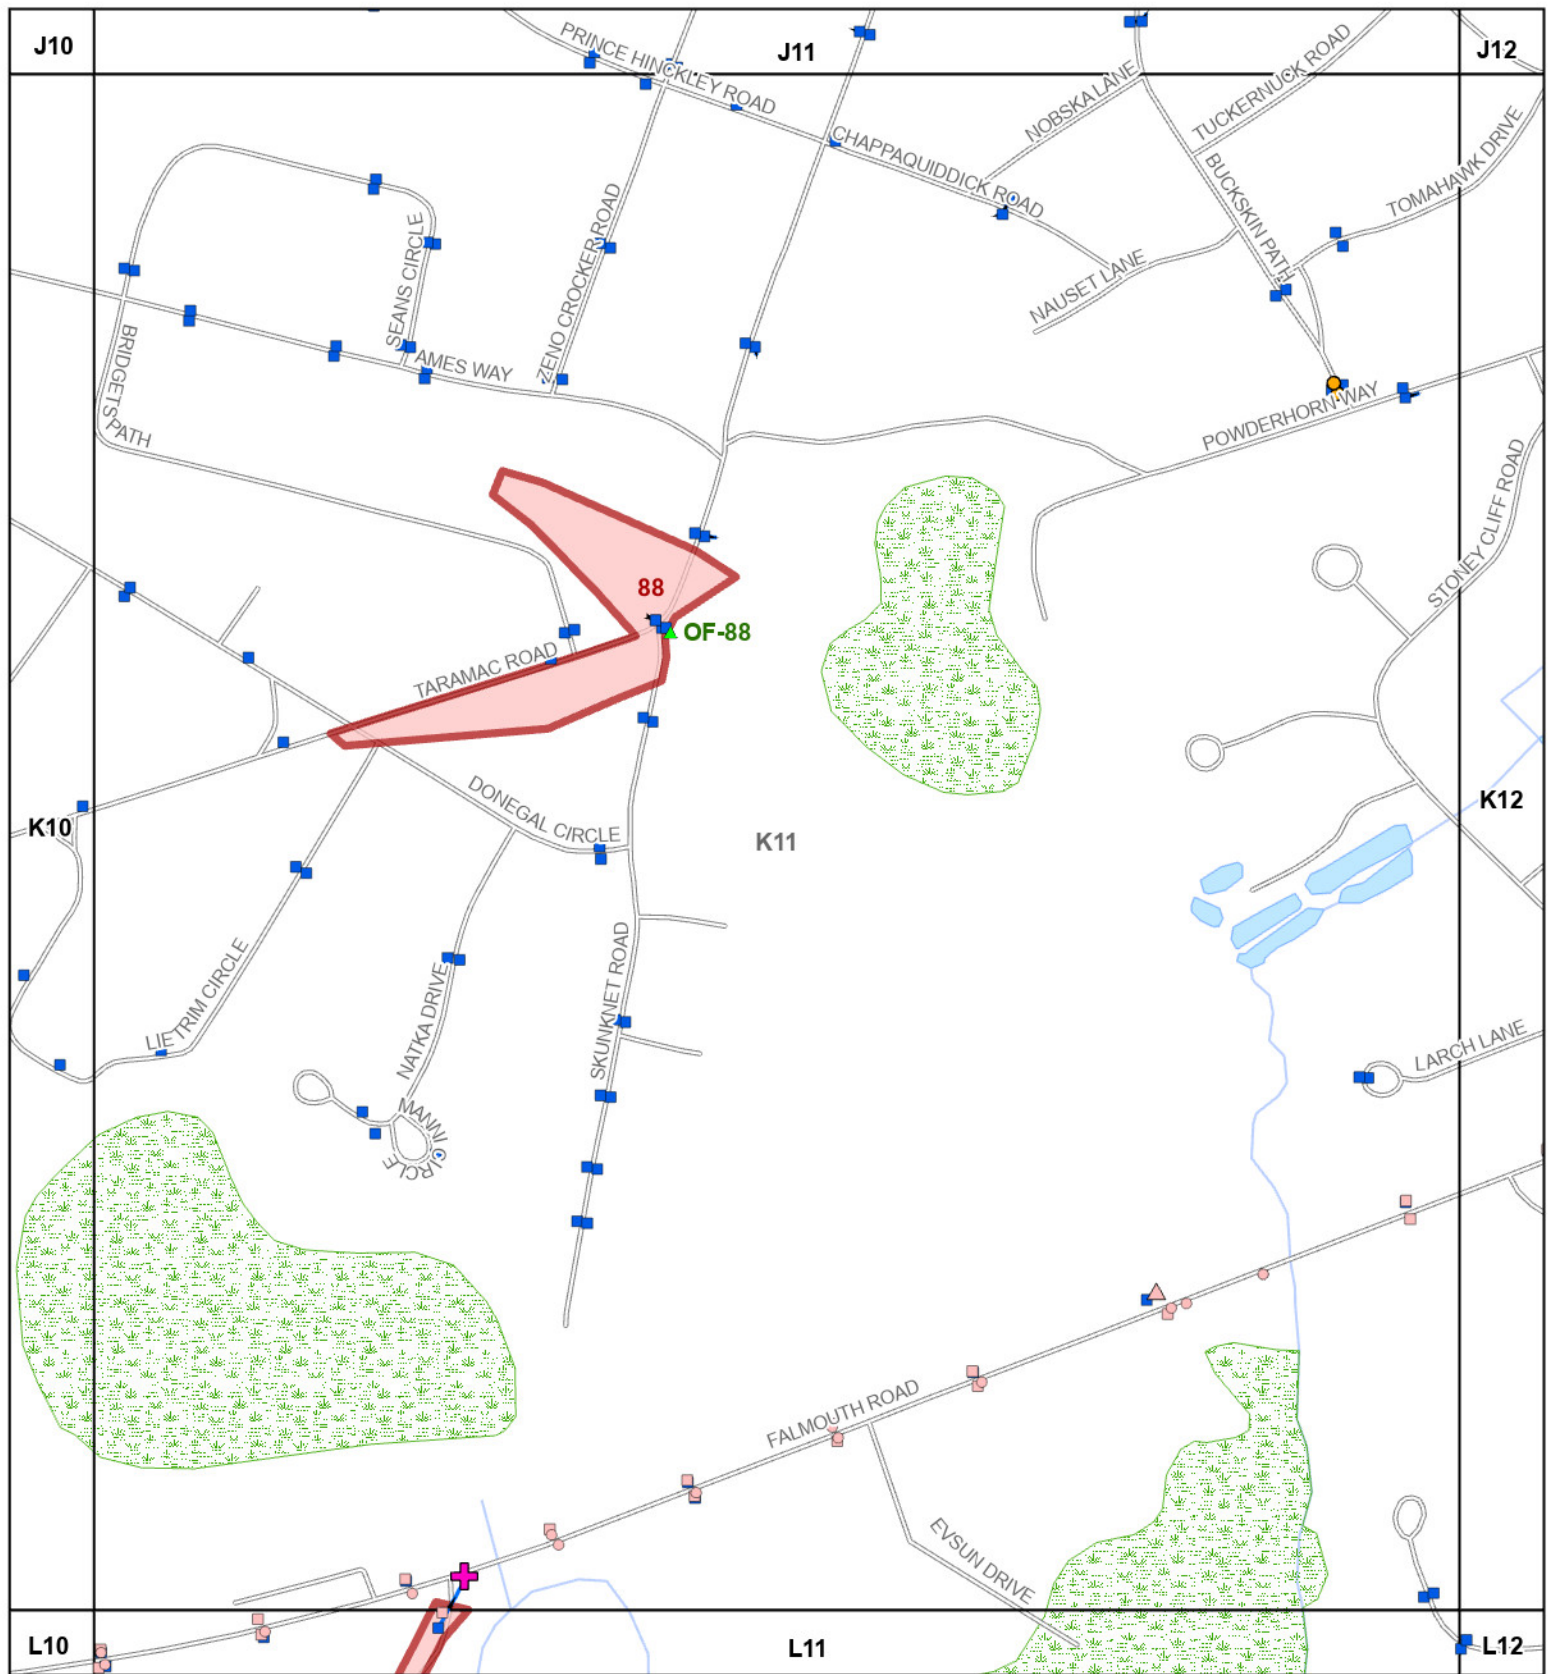 J10
J11
J12
PRINCE HINCKLEY ROAD
NOBSKA LANE
TUCKERNUCK ROAD
CHAPPAQUIDDICK ROAD
TOMAHAWK DRIVE
BUCKSKIN PATH
SEANS CIRCLE
ZENO CROCKER ROAD
NAUSET LANE
BRIDGETS PATH
AMES WAY
POWDERHORN WAY
STONEY CLIFF ROAD
88
OF-88
TARAMAC ROAD
DONEGAL CIRCLE
K10
K11
K12
LIETRIM CIRCLE
NATKA DRIVE
SKUNKNET ROAD
LARCH LANE
MANNI CIRCLE
FALMOUTH ROAD
EVSUN DRIVE
L10
L11
L12